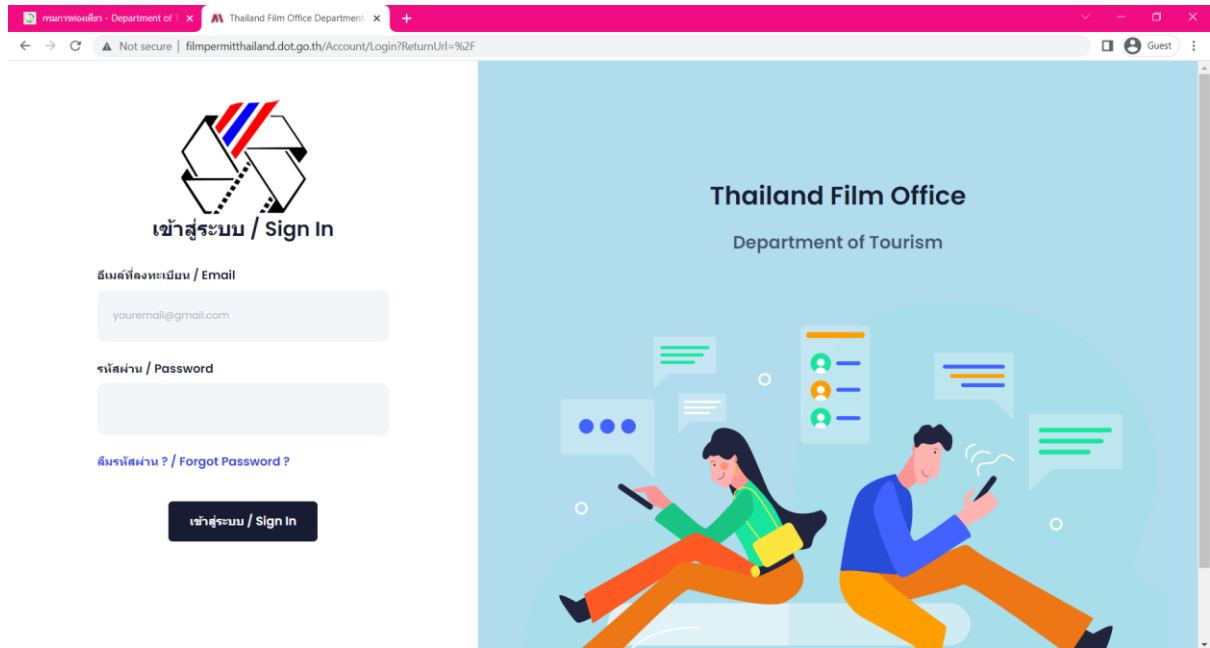 กรมการท่องเที่ยว - Department of T
Thailand Film Office Department
Not secure | filmpermitthailand.dot.go.th/Account/Login?ReturnUrl=%2F
Guest
เข้าสู่ระบบ / Sign In
อีเมล์ที่ลงทะเบียน / Email
youremail@gmail.com
รหัสผ่าน / Password
ลืมรหัสผ่าน ? / Forgot Password ?
เข้าสู่ระบบ / Sign In
Thailand Film Office
Department of Tourism